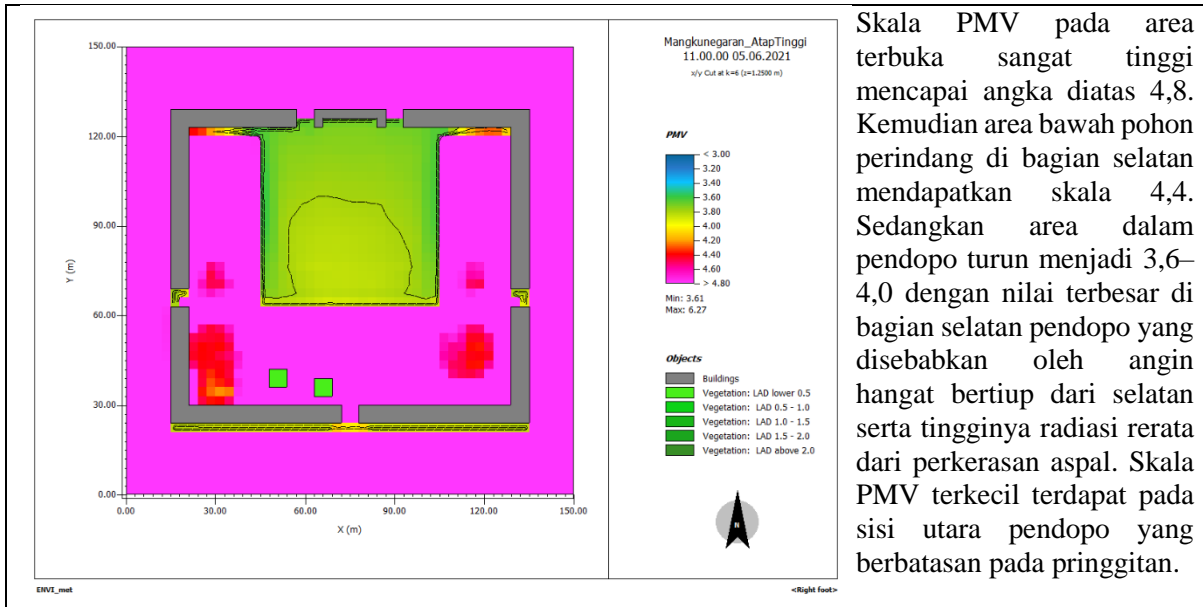 Mangkunegaran_AtapTinggi
11.00.00 05.06.2021
x/y Cut at k=6 (z=1.2500 m)
150.00
120.00
90.00
60.00
30.00
0.00
Y (m)
0.00 30.00 60.00 90.00 120.00 150.00
X (m)
PMV
< 3.00
3.20
3.40
3.60
3.80
4.00
4.20
4.40
4.60
> 4.80
Min: 3.61
Max: 6.27
Objects
Buildings
Vegetation: LAD lower 0.5
Vegetation: LAD 0.5 - 1.0
Vegetation: LAD 1.0 - 1.5
Vegetation: LAD 1.5 - 2.0
Vegetation: LAD above 2.0
N
ENVI_met <Right foot>
Skala PMV pada area
terbuka sangat tinggi
mencapai angka diatas 4,8.
Kemudian area bawah pohon
perindang di bagian selatan
mendapatkan skala 4,4.
Sedangkan area dalam
pendopo turun menjadi 3,6–
4,0 dengan nilai terbesar di
bagian selatan pendopo yang
disebabkan oleh angin
hangat bertiup dari selatan
serta tingginya radiasi rerata
dari perkerasan aspal. Skala
PMV terkecil terdapat pada
sisi utara pendopo yang
berbatasan pada pringgitan.